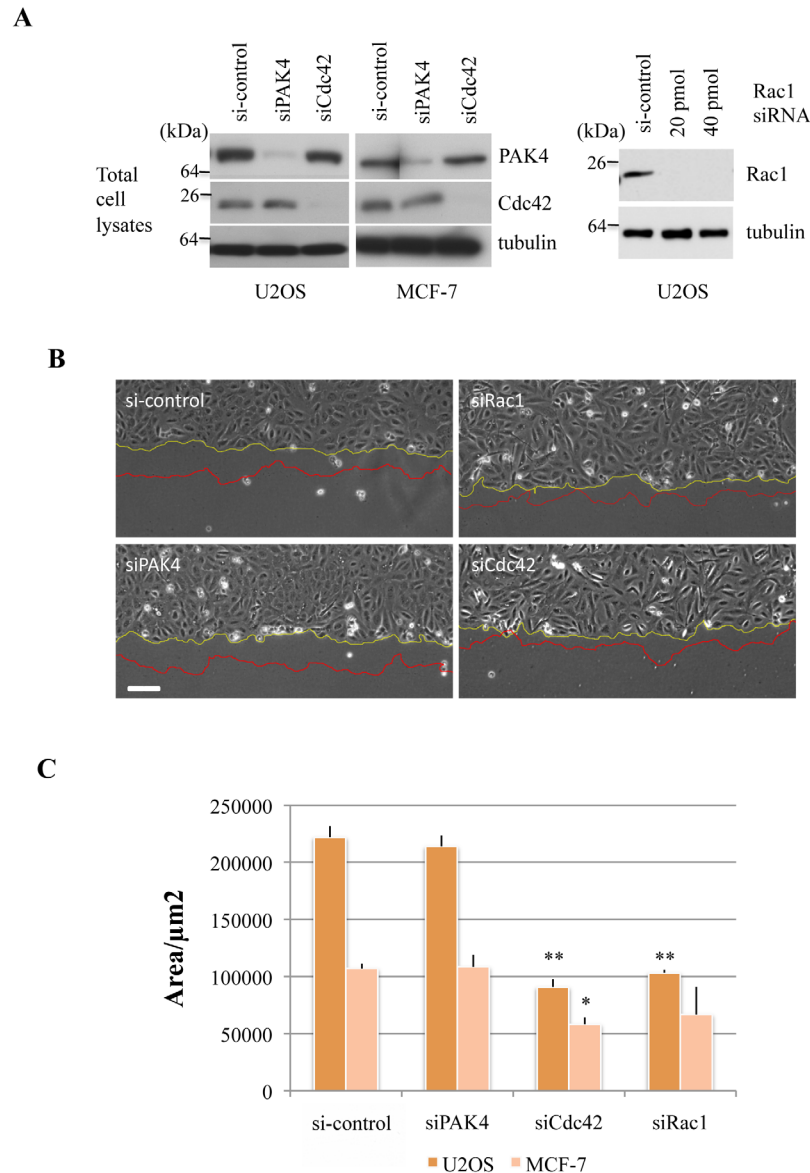 A
si-control
siPAK4
siCdc42
si-control
siPAK4
siCdc42
si-control
20 pmol
40 pmol
Rac1
siRNA
(kDa)
(kDa)
64
26
64
Total
cell
lysates
PAK4
Cdc42
tubulin
26
64
Rac1
tubulin
U2OS
MCF-7
U2OS
B
si-control
siRac1
siPAK4
siCdc42
C
250000
200000
150000
100000
50000
0
Area/µm2
**
*
**
si-control
siPAK4
siCdc42
siRac1
U2OS
MCF-7